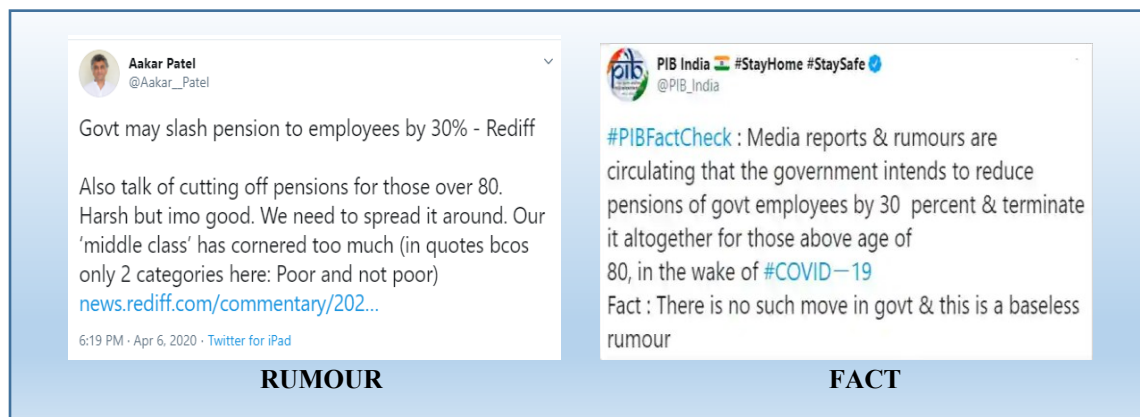 Aakar Patel
@Aakar__Patel
Govt may slash pension to employees by 30% - Rediff
Also talk of cutting off pensions for those over 80.
Harsh but imo good. We need to spread it around. Our
‘middle class’ has cornered too much (in quotes bcos
only 2 categories here: Poor and not poor)
news.rediff.com/commentary/202...
6:19 PM · Apr 6, 2020 · Twitter for iPad
RUMOUR
pib
PIB India #StayHome #StaySafe
@PIB_India
#PIBFactCheck : Media reports & rumours are
circulating that the government intends to reduce
pensions of govt employees by 30 percent & terminate
it altogether for those above age of
80, in the wake of #COVID—19
Fact : There is no such move in govt & this is a baseless
rumour
FACT